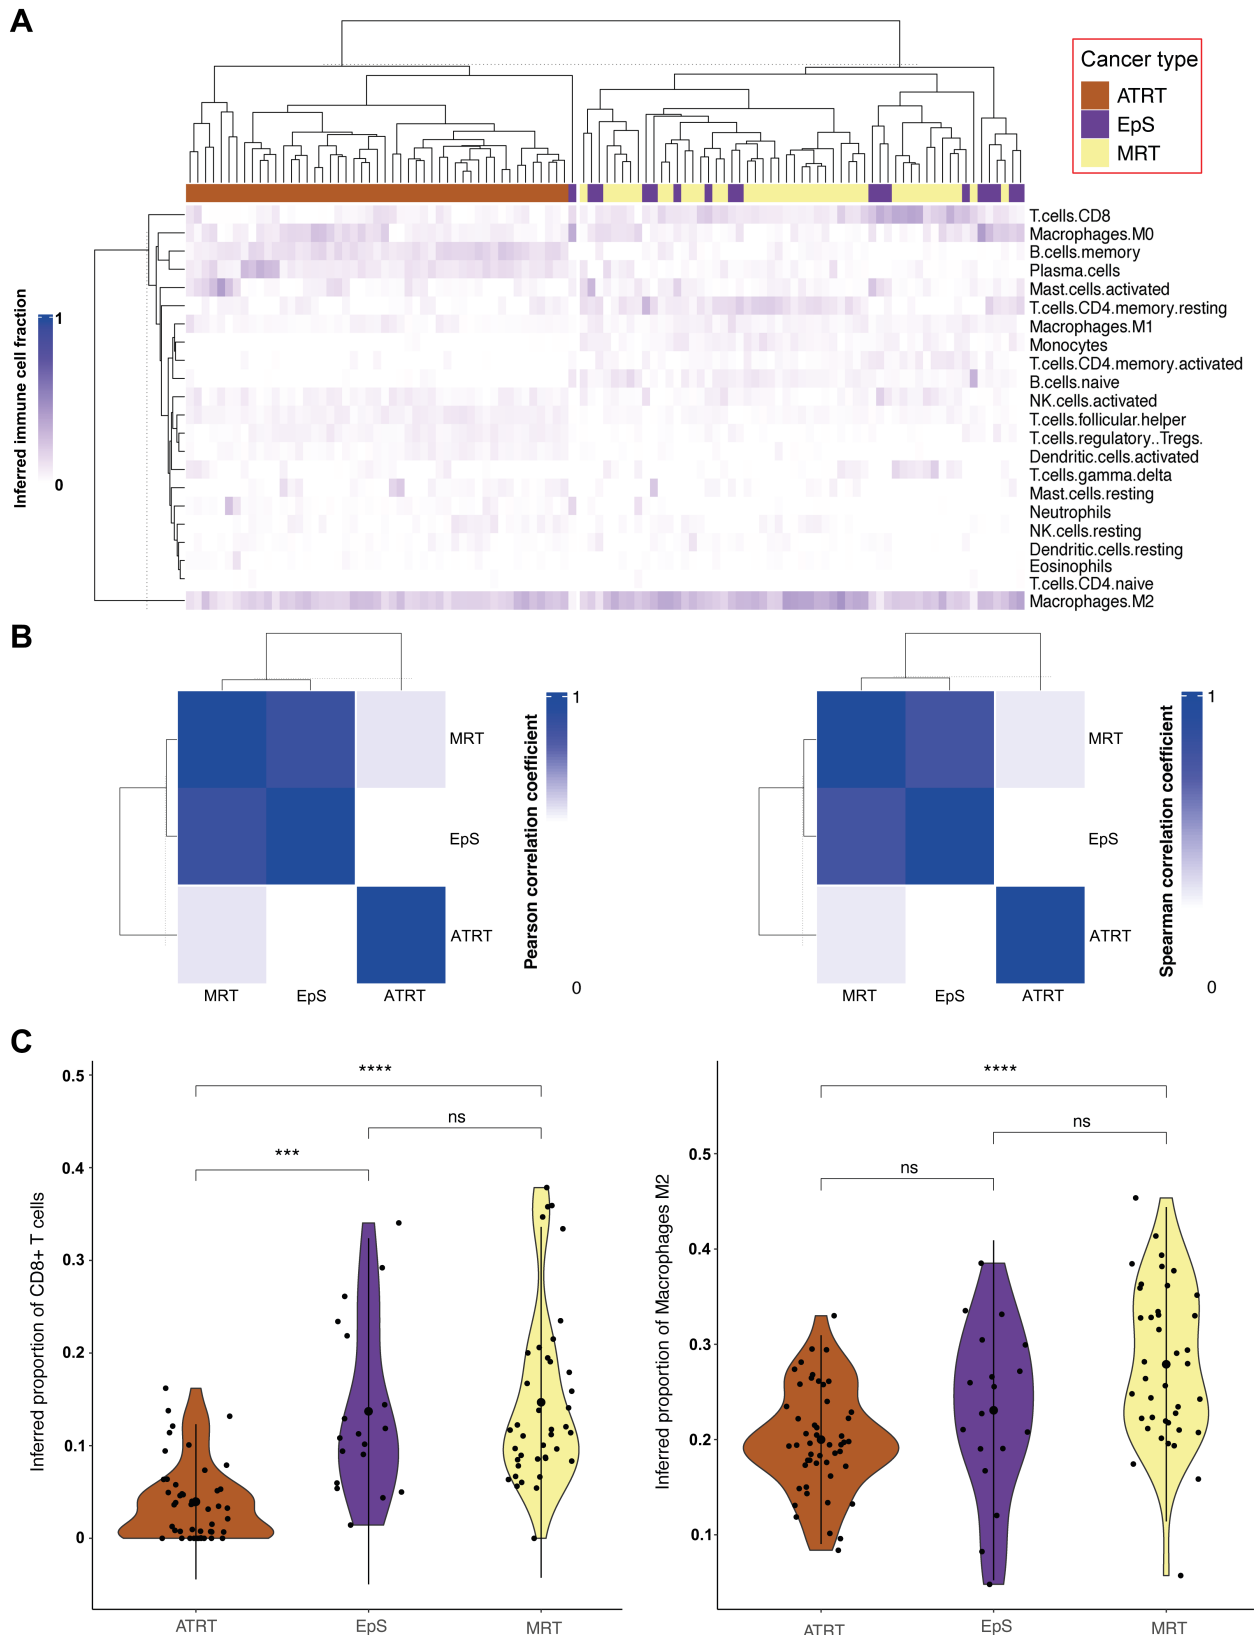 A
Cancer type
ATRT
EpS
MRT
T.cells.CD8
Macrophages.M0
B.cells.memory
Plasma.cells
Mast.cells.activated
T.cells.CD4.memory.resting
Macrophages.M1
Monocytes
T.cells.CD4.memory.activated
B.cells.naive
NK.cells.activated
T.cells.follicular.helper
T.cells.regulatory..Tregs.
Dendritic.cells.activated
T.cells.gamma.delta
Mast.cells.resting
Neutrophils
NK.cells.resting
Dendritic.cells.resting
Eosinophils
T.cells.CD4.naive
Macrophages.M2
Inferred immune cell fraction
1
0
B
MRT
EpS
ATRT
MRT EpS ATRT
Pearson correlation coefficient
1
0
MRT
EpS
ATRT
MRT EpS ATRT
Spearman correlation coefficient
1
0
C
Inferred proportion of CD8+ T cells
0.5
0.4
0.3
0.2
0.1
0
****
ns
***
ATRT EpS MRT
Inferred proportion of Macrophages M2
0.5
0.4
0.3
0.2
0.1
****
ns
ns
ATRT EpS MRT